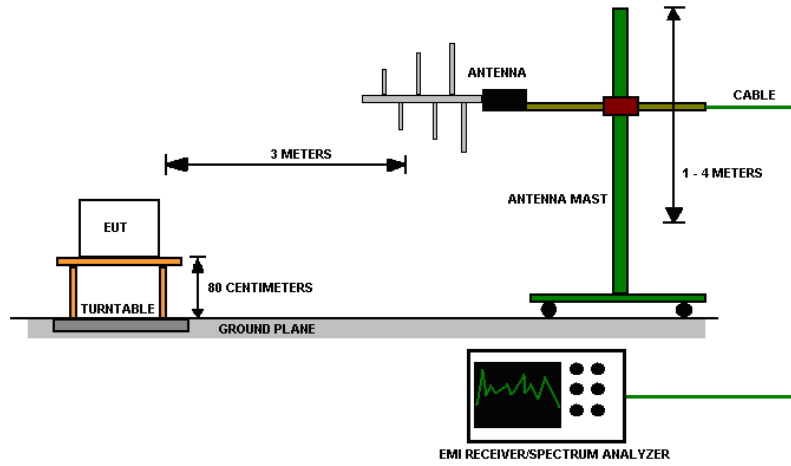 ANTENNA
CABLE
3 METERS
1 - 4 METERS
ANTENNA MAST
EUT
80 CENTIMETERS
TURNTABLE
GROUND PLANE
EMI RECEIVER/SPECTRUM ANALYZER